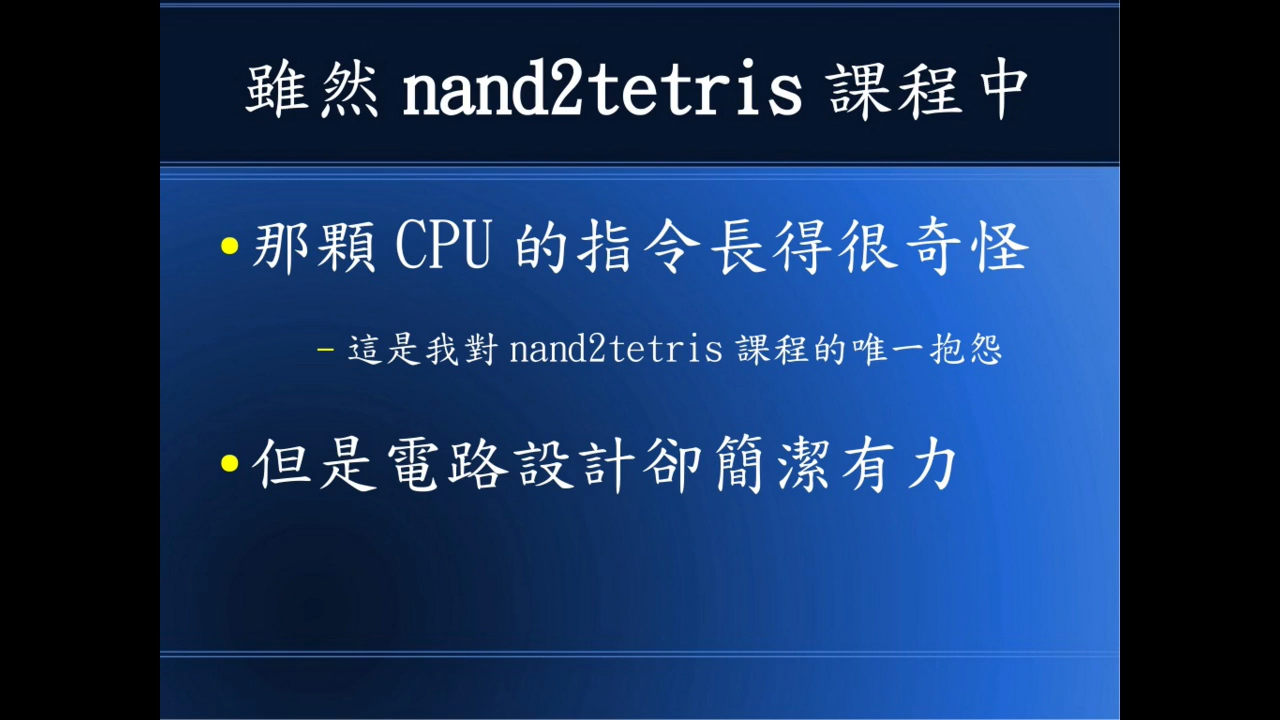 雖然 nand2tetris 課程中
• 那顆 CPU 的指令長得很奇怪
– 這是我對 nand2tetris 課程的唯一抱怨
• 但是電路設計卻簡潔有力